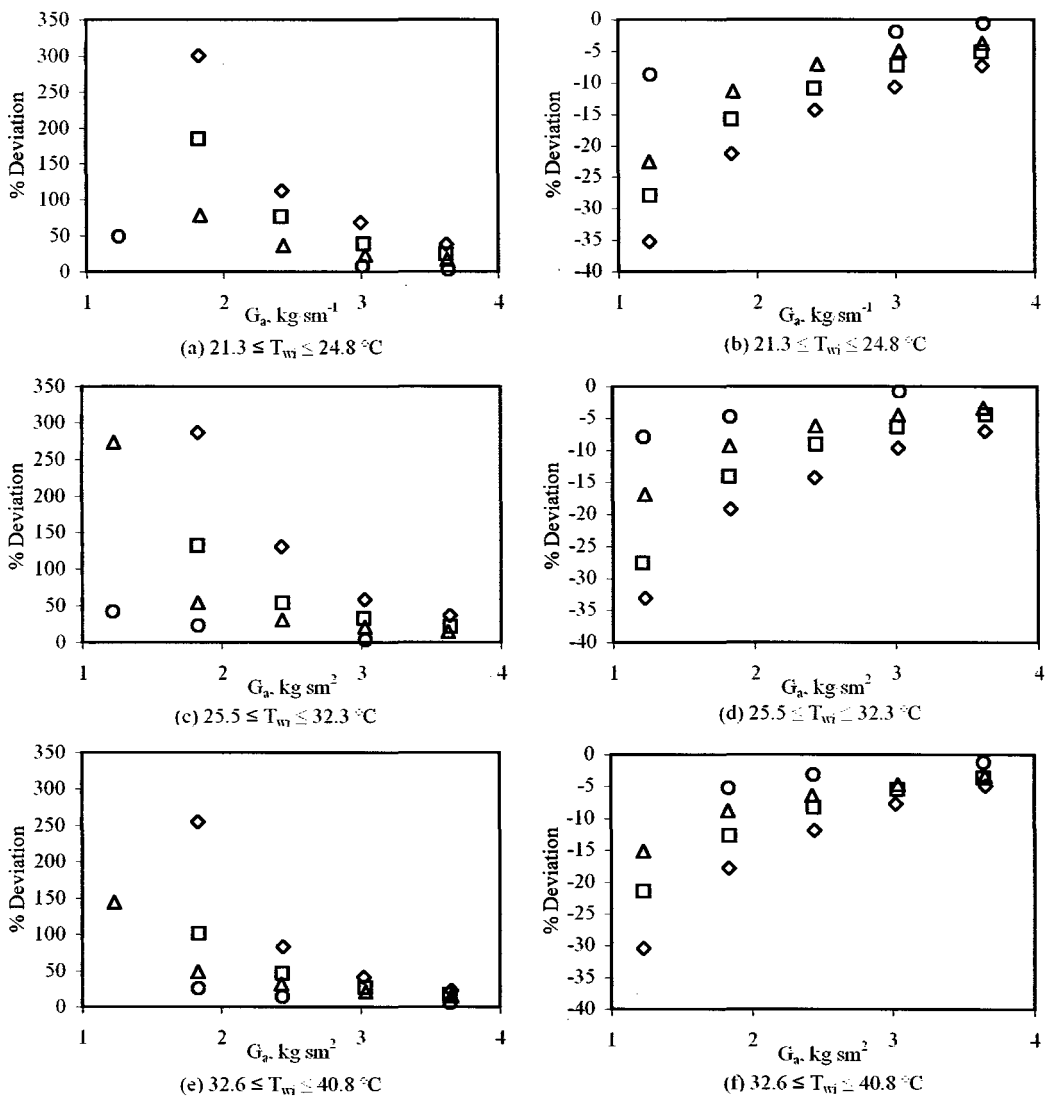 350
300
250
200
150
100
50
0
% Deviation
1 2 3 4
Gₐ, kg sm⁻¹
(a) 21.3 ≤ T_wi ≤ 24.8 °C
0
-5
-10
-15
-20
-25
-30
-35
-40
% Deviation
1 2 3 4
Gₐ, kg sm⁻¹
(b) 21.3 ≤ T_wi ≤ 24.8 °C
350
300
250
200
150
100
50
0
% Deviation
1 2 3 4
Gₐ, kg sm²
(c) 25.5 ≤ T_wi ≤ 32.3 °C
0
-5
-10
-15
-20
-25
-30
-35
-40
% Deviation
1 2 3 4
Gₐ, kg sm²
(d) 25.5 ≤ T_wi ≤ 32.3 °C
350
300
250
200
150
100
50
0
% Deviation
1 2 3 4
Gₐ, kg sm²
(e) 32.6 ≤ T_wi ≤ 40.8 °C
0
-5
-10
-15
-20
-25
-30
-35
-40
% Deviation
1 2 3 4
Gₐ, kg sm²
(f) 32.6 ≤ T_wi ≤ 40.8 °C